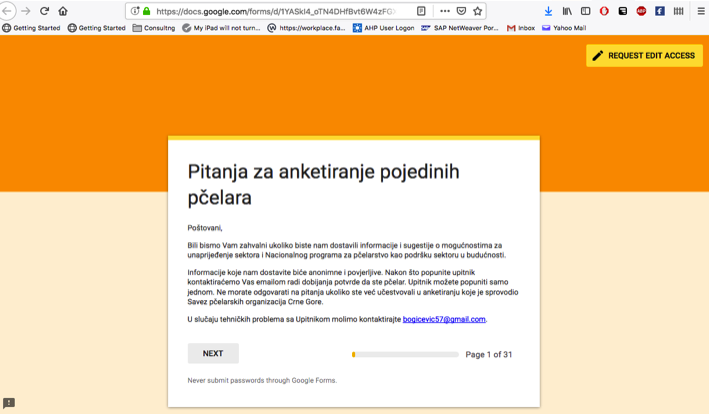 https://docs.google.com/forms/d/1YASkI4_oTN4DHfBvt6W4zFG
Getting Started Getting Started Consultng My iPad will not turn... https://workplace.fa... AHP User Logon SAP NetWeaver Por... Inbox Yahoo Mail
REQUEST EDIT ACCESS
Pitanja za anketiranje pojedinih
pčelara
Poštovani,
Bili bismo Vam zahvalni ukoliko biste nam dostavili informacije i sugestije o mogućnostima za
unaprijeđenje sektora i Nacionalnog programa za pčelarstvo kao podršku sektoru u budućnosti.
Informacije koje nam dostavite biće anonimne i povjerljive. Nakon što popunite upitnik
kontaktiraćemo Vas emailom radi dobijanja potvrde da ste pčelar. Upitnik možete popuniti samo
jednom. Ne morate odgovarati na pitanja ukoliko ste već učestvovali u anketiranju koje je sprovodio
Savez pčelarskih organizacija Crne Gore.
U slučaju tehničkih problema sa Upitnikom molimo kontaktirajte bogicevic57@gmail.com.
NEXT Page 1 of 31
Never submit passwords through Google Forms.